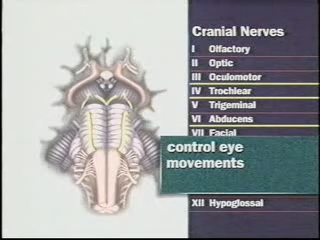 Cranial Nerves
I Olfactory
II Optic
III Oculomotor
IV Trochlear
V Trigeminal
VI Abducens
VII Facial
control eye
movements
XII Hypoglossal